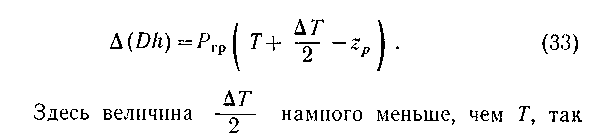 Δ(Dh)=P_гр( T+ ΔT/2 −z_p ) . (33)
Здесь величина ΔT/2 намного меньше, чем T, так